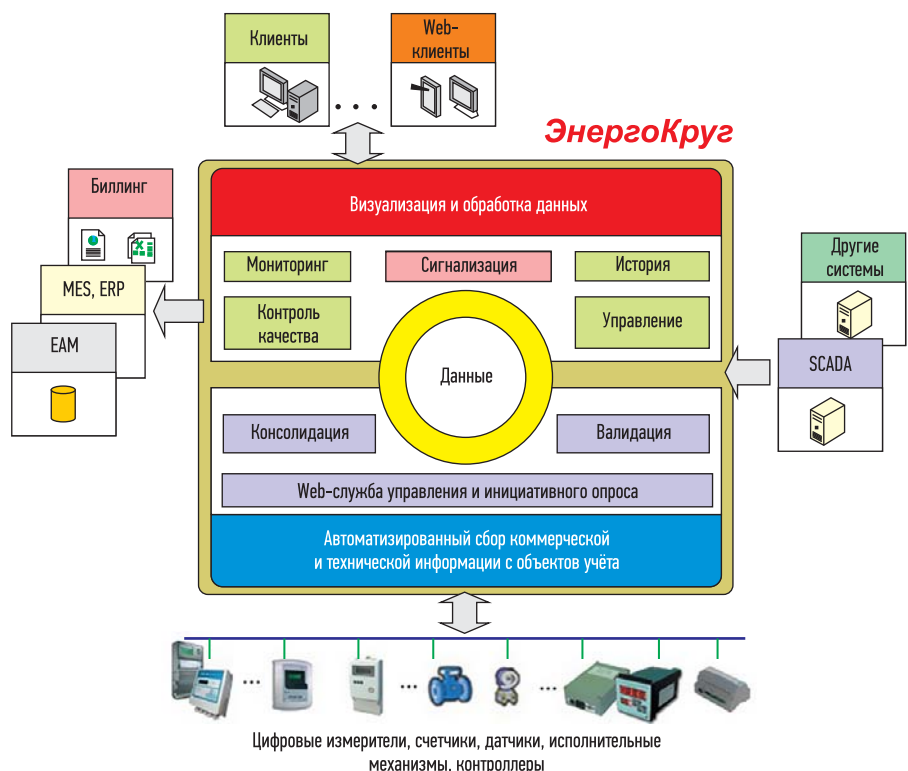 Клиенты
Web-
клиенты
ЭнергоКруг
Визуализация и обработка данных
Биллинг
MES, ERP
EAM
Мониторинг
Сигнализация
История
Контроль
качества
Управление
Другие
системы
SCADA
Данные
Консолидация
Валидация
Web-служба управления и инициативного опроса
Автоматизированный сбор коммерческой
и технической информации с объектов учёта
Цифровые измерители, счетчики, датчики, исполнительные
механизмы, контроллеры